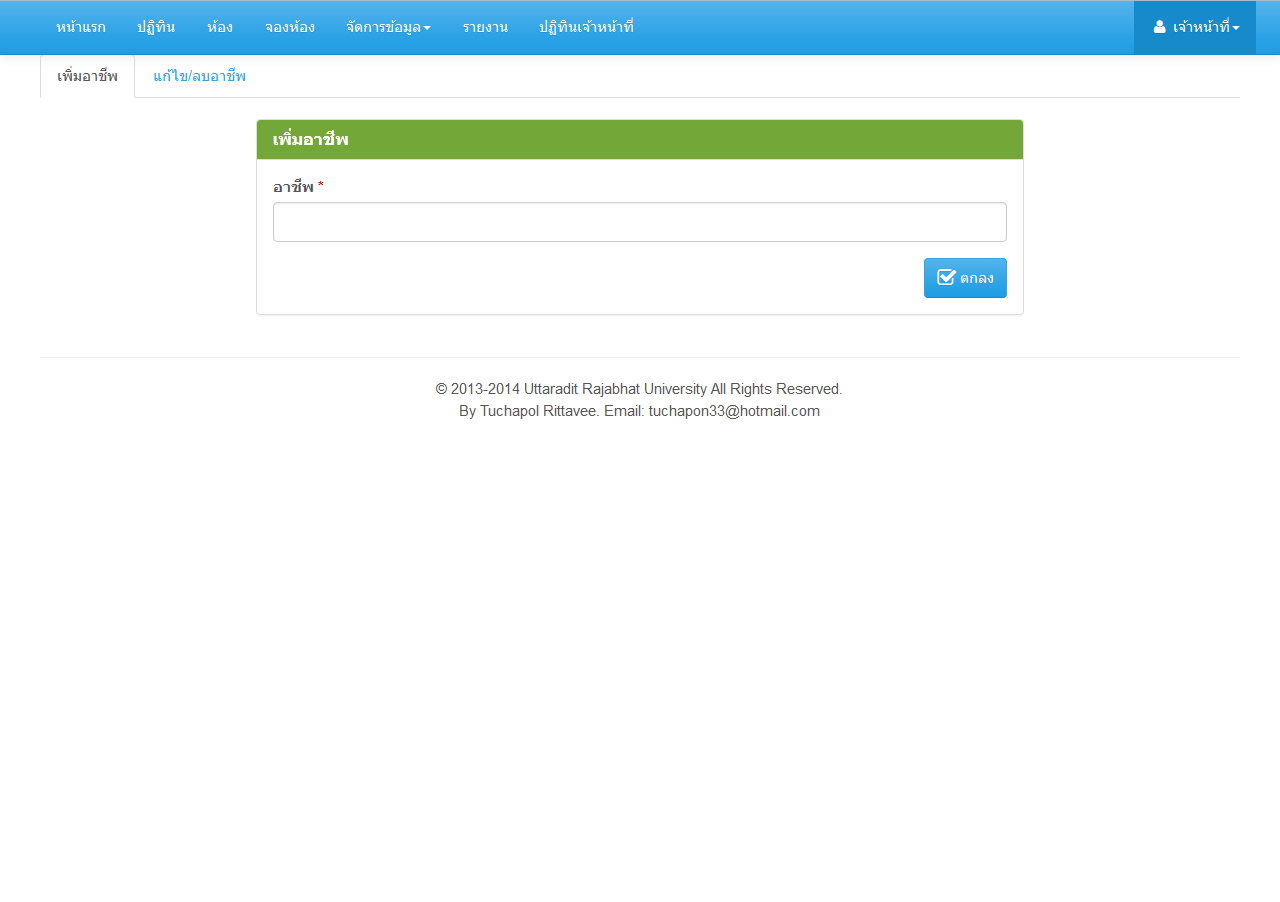 หน้าแรก ปฏิทิน ห้อง จองห้อง จัดการข้อมูล รายงาน ปฏิทินเจ้าหน้าที่ เจ้าหน้าที่
เพิ่มอาชีพ แก้ไข/ลบอาชีพ
เพิ่มอาชีพ
อาชีพ *
ตกลง
© 2013-2014 Uttaradit Rajabhat University All Rights Reserved.
By Tuchapol Rittavee. Email: tuchapon33@hotmail.com